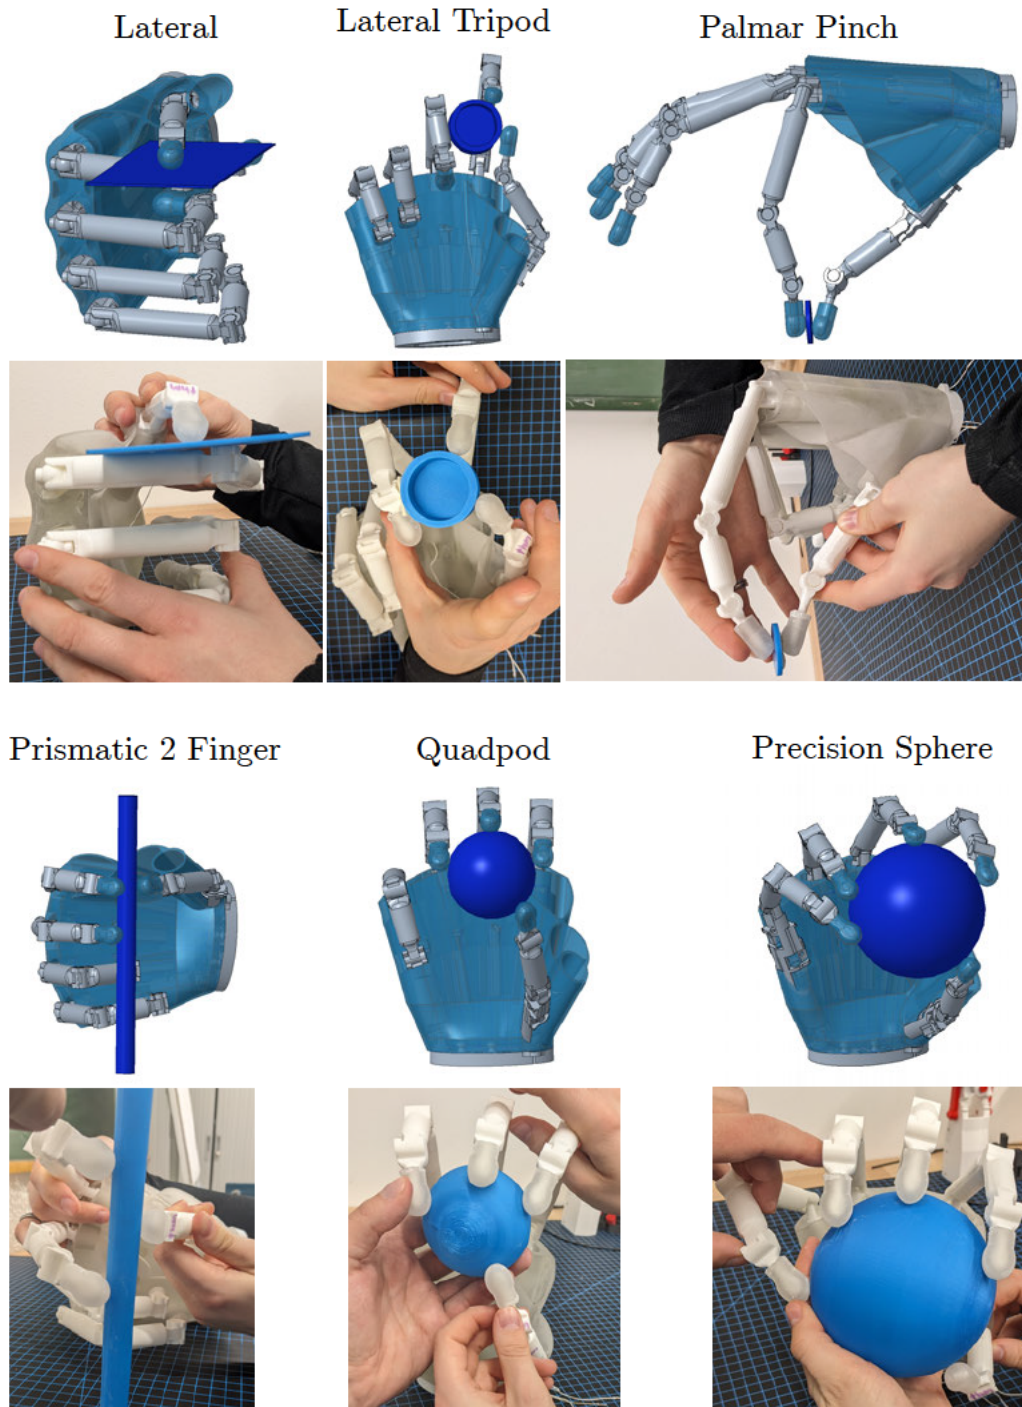 Lateral
Lateral Tripod
Palmar Pinch
Prismatic 2 Finger
Quadpod
Precision Sphere